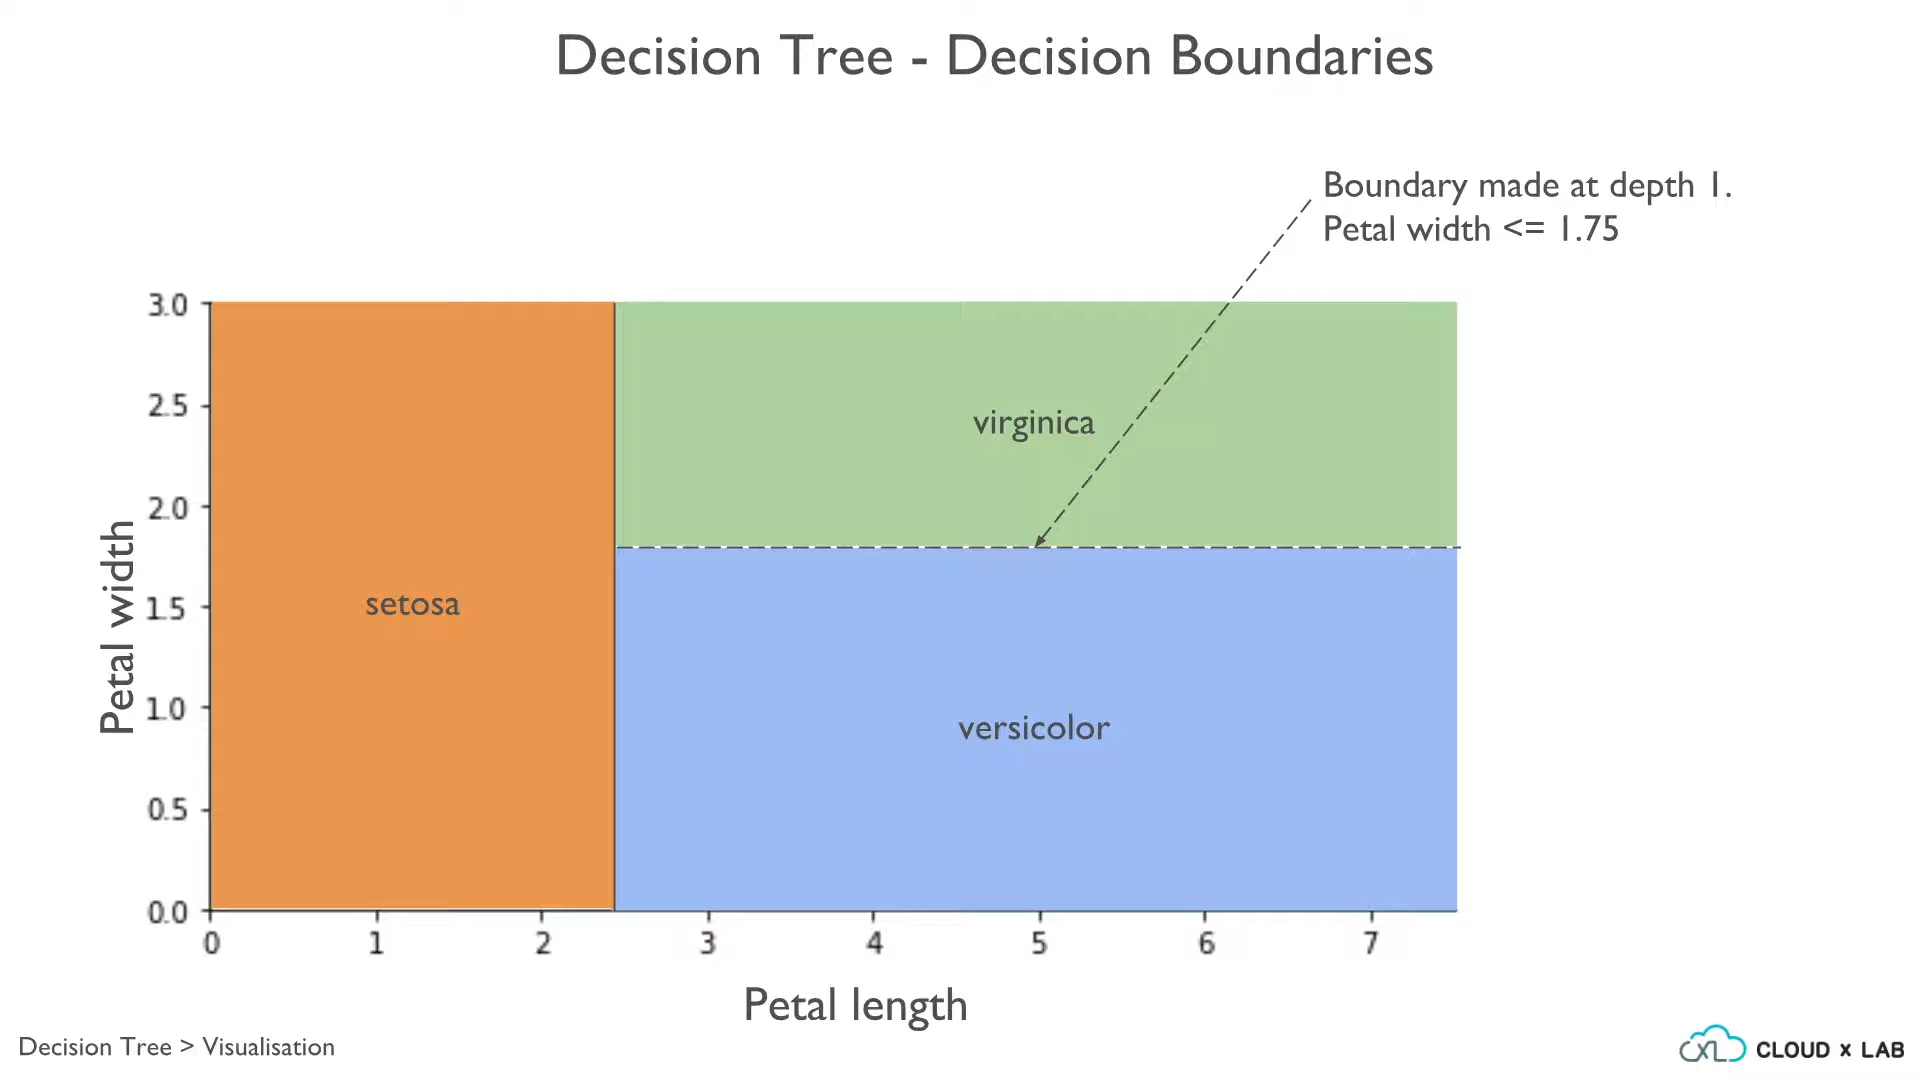 Decision Tree - Decision Boundaries
Boundary made at depth 1.
Petal width <= 1.75
3.0
2.5
2.0
1.5
1.0
0.5
0.0
Petal width
setosa
virginica
versicolor
0 1 2 3 4 5 6 7
Petal length
Decision Tree > Visualisation
CLOUD x LAB